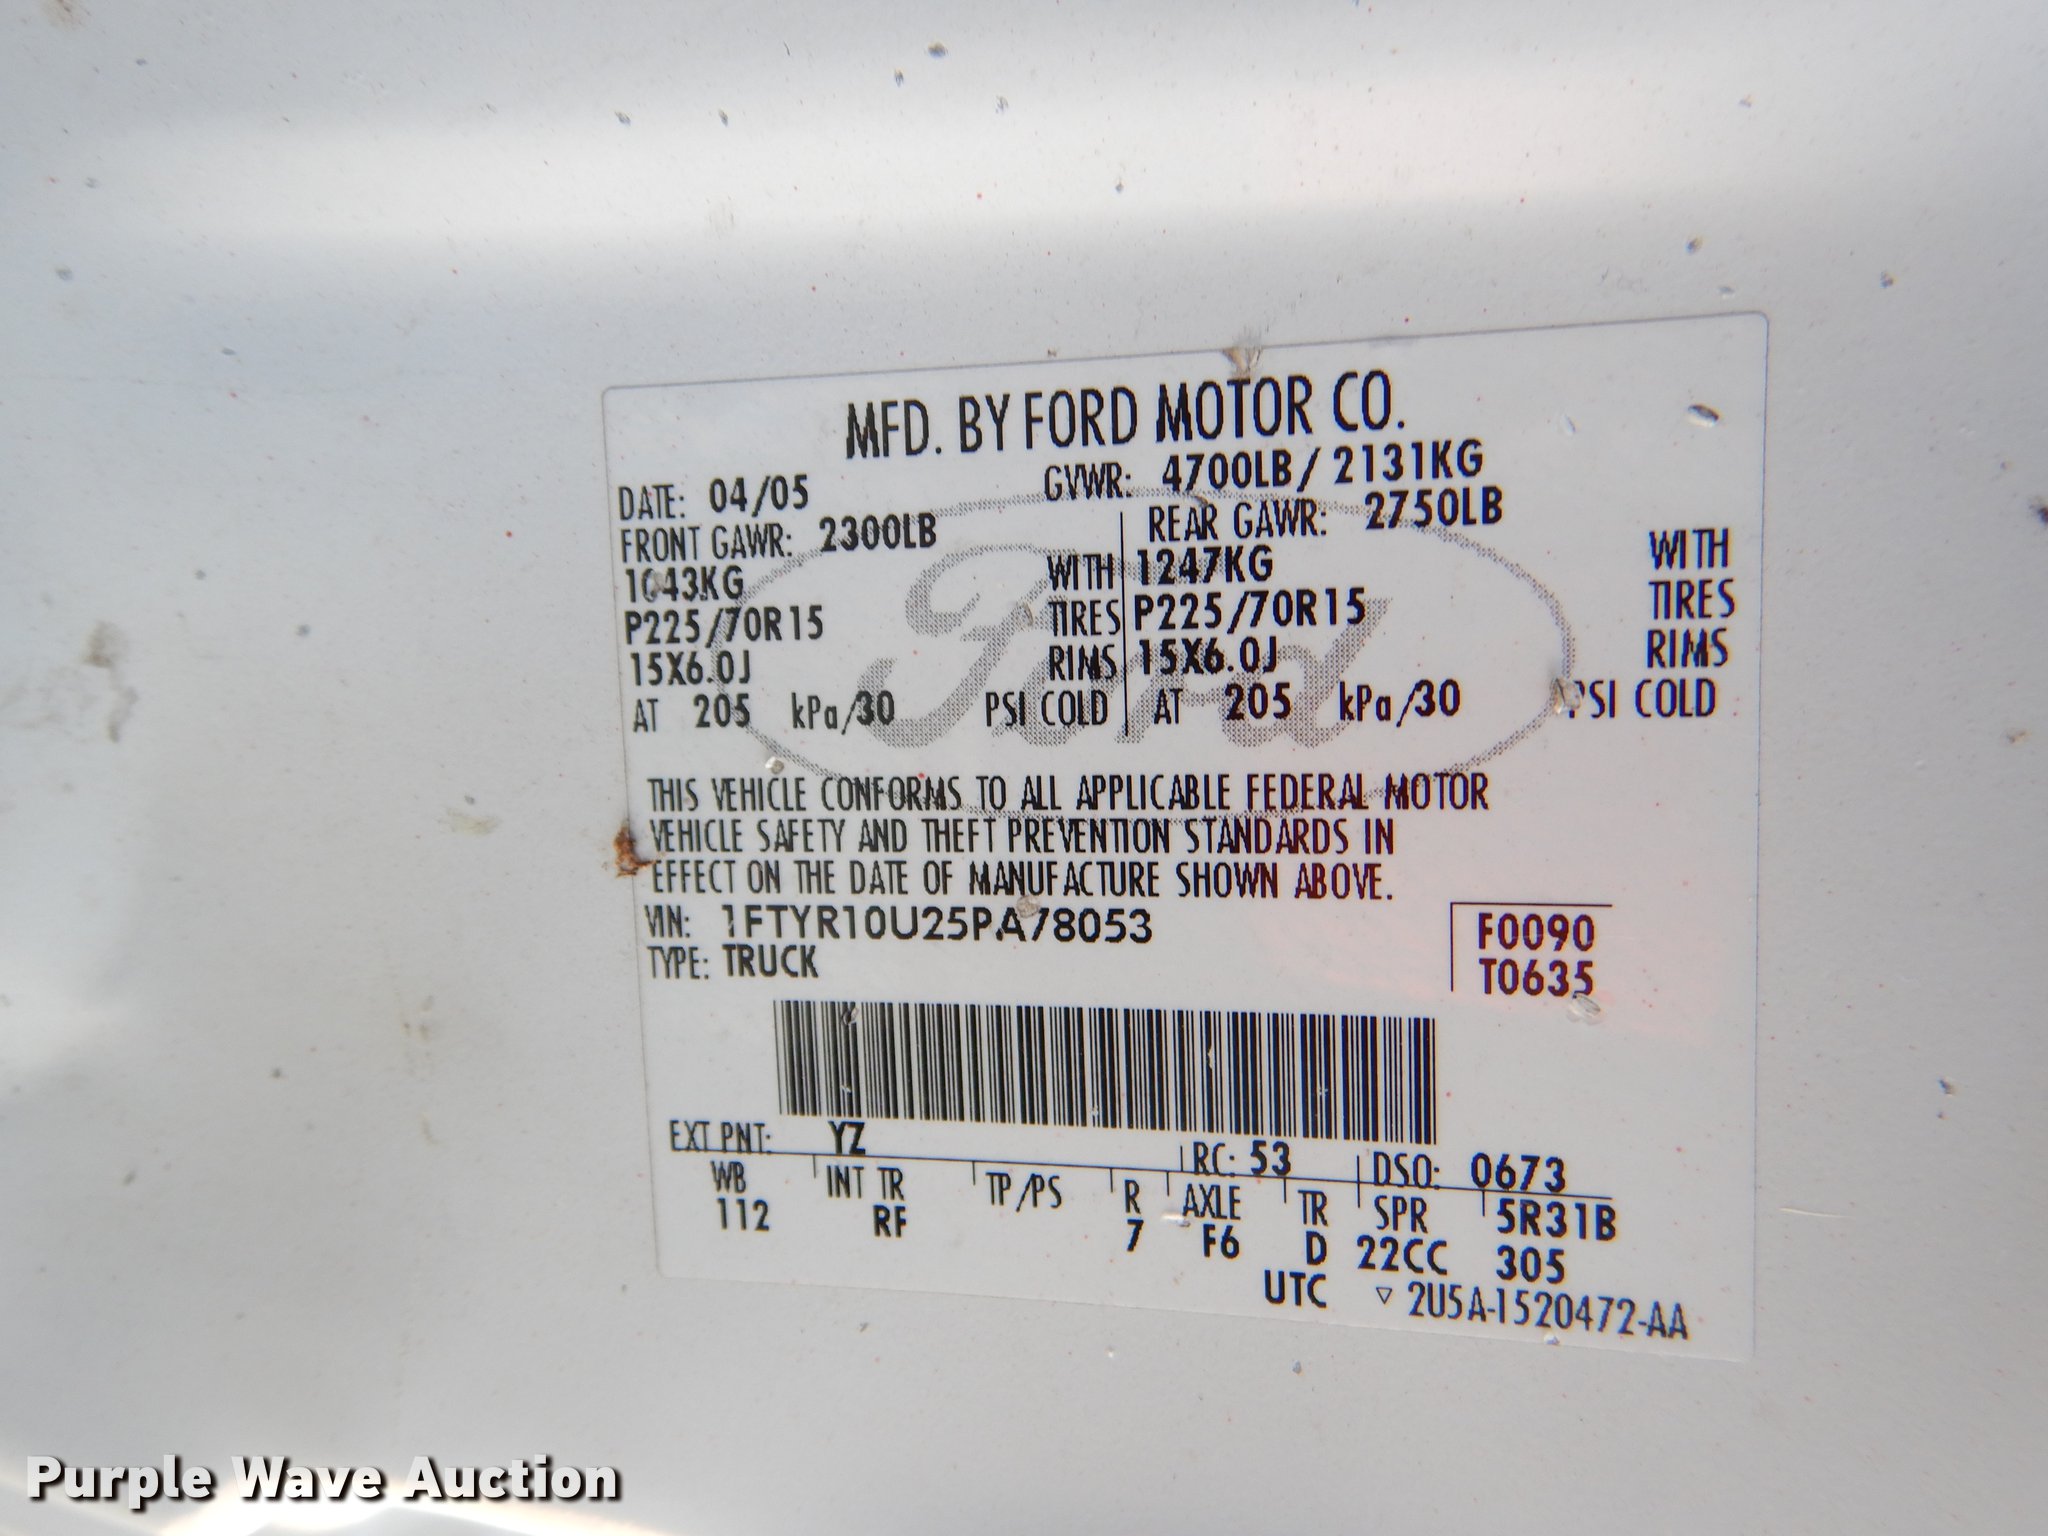 MFD. BY FORD MOTOR CO.
DATE: 04/05 GVWR: 4700LB/ 2131KG
FRONT GAWR: 2300LB REAR GAWR: 2750LB
1043KG WITH 1247KG WITH
P225/70R15 TIRES P225/70R15 TIRES
15X6.0J RIMS 15X6.0J RIMS
AT 205 kPa/30 PSI COLD AT 205 kPa/30 PSI COLD
Ford
THIS VEHICLE CONFORMS TO ALL APPLICABLE FEDERAL MOTOR
VEHICLE SAFETY AND THEFT PREVENTION STANDARDS IN
EFFECT ON THE DATE OF MANUFACTURE SHOWN ABOVE.
VIN: 1FTYR10U25PA78053 F0090
TYPE: TRUCK T0635
EXT PNT: YZ RC: 53 DSO: 0673
WB INT TR TP/PS R AXLE TR SPR 5R31B
112 RF 7 F6 D 22CC 305
UTC ▽ 2U5A-1520472-AA
Purple Wave Auction